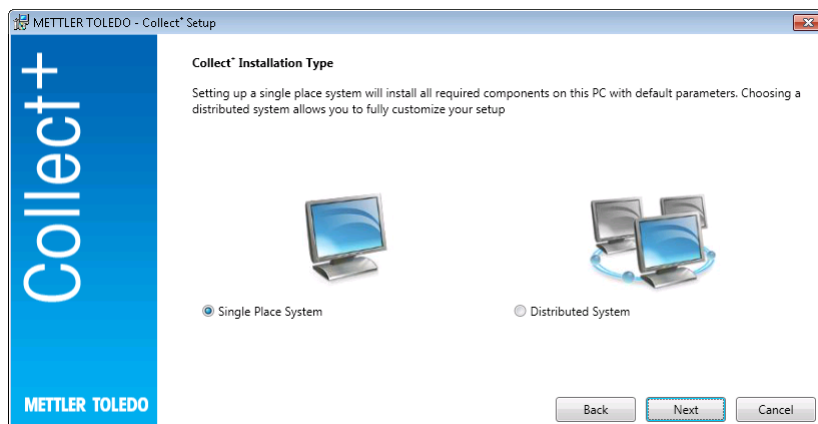 METTLER TOLEDO - Collect⁺ Setup
Collect⁺ Installation Type
Setting up a single place system will install all required components on this PC with default parameters. Choosing a
distributed system allows you to fully customize your setup
Collect+
Single Place System
Distributed System
METTLER TOLEDO
Back
Next
Cancel